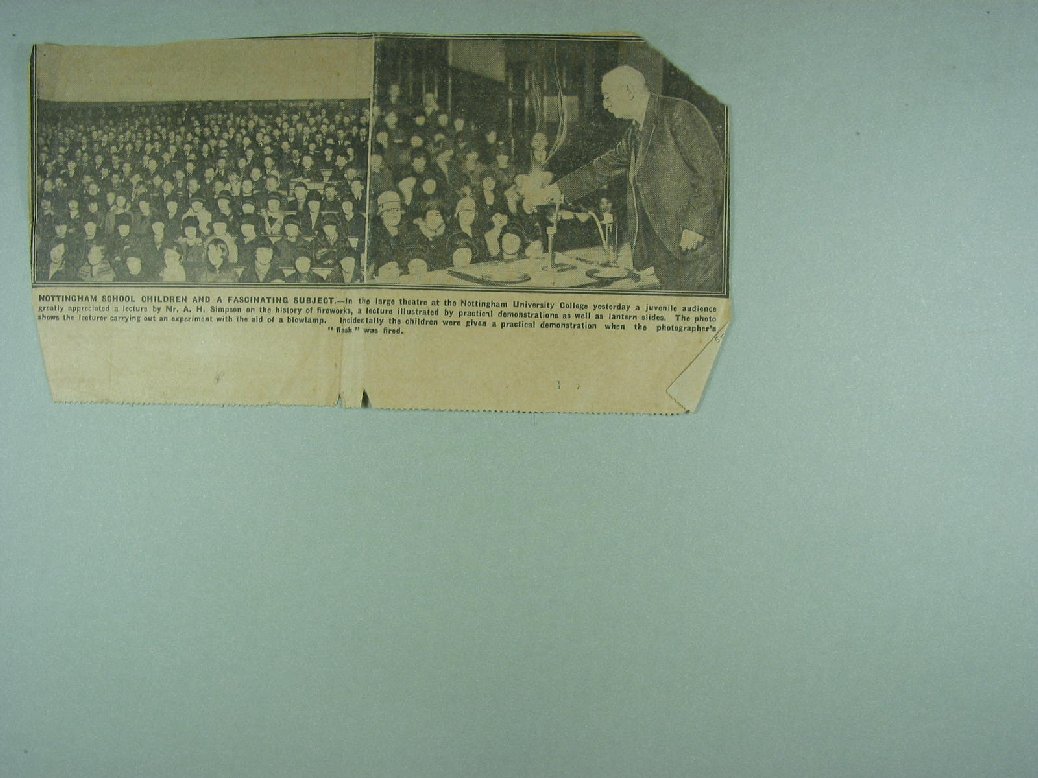 NOTTINGHAM SCHOOL CHILDREN AND A FASCINATING SUBJECT.—In the large theatre at the Nottingham University College yesterday a juvenile audience
greatly appreciated a lecture by Mr. A. H. Simpson on the history of fireworks, a lecture illustrated by practical demonstrations as well as lantern slides. The photo
shows the lecturer carrying out an experiment with the aid of a blowlamp. Incidentally the children were given a practical demonstration when the photographer's
" flash " was fired.